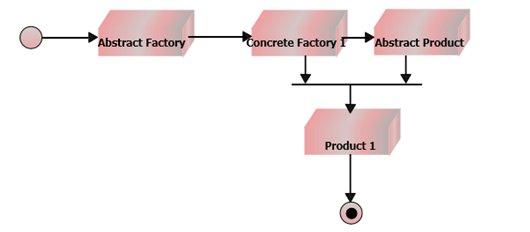 Abstract Factory
Concrete Factory 1
Abstract Product
Product 1